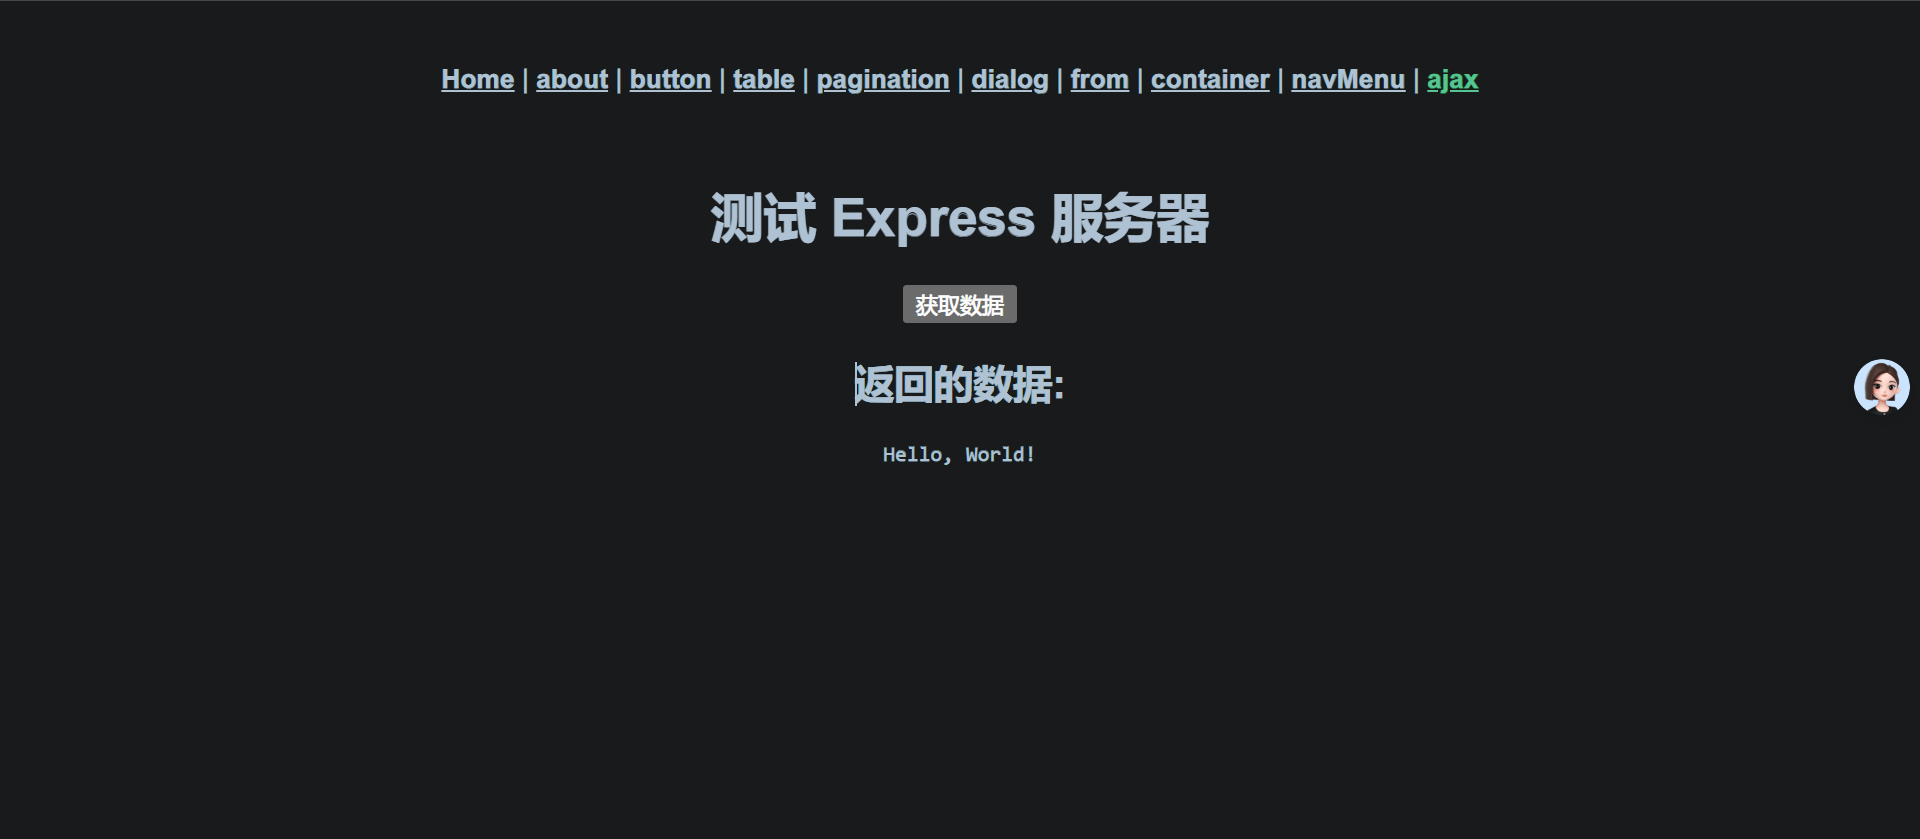 Home | about | button | table | pagination | dialog | from | container | navMenu | ajax
测试 Express 服务器
获取数据
返回的数据:
Hello, World!